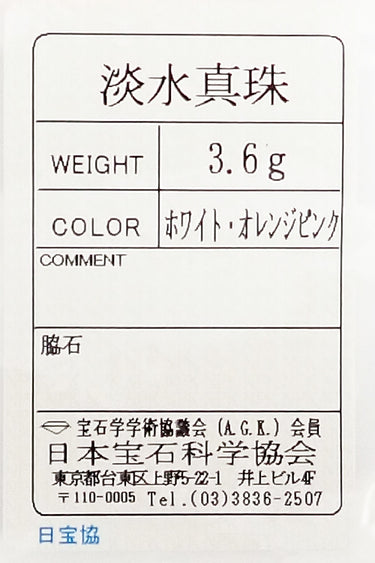 淡水真珠
WEIGHT 3.6g
COLOR ホワイト・オレンジピンク
COMMENT
脇石
宝石学学術協議会（A.G.K.）会員
日本宝石科学協会
東京都台東区上野5-22-1 井上ビル4F
〒110-0005 Tel.(03)3836-2507
日宝協